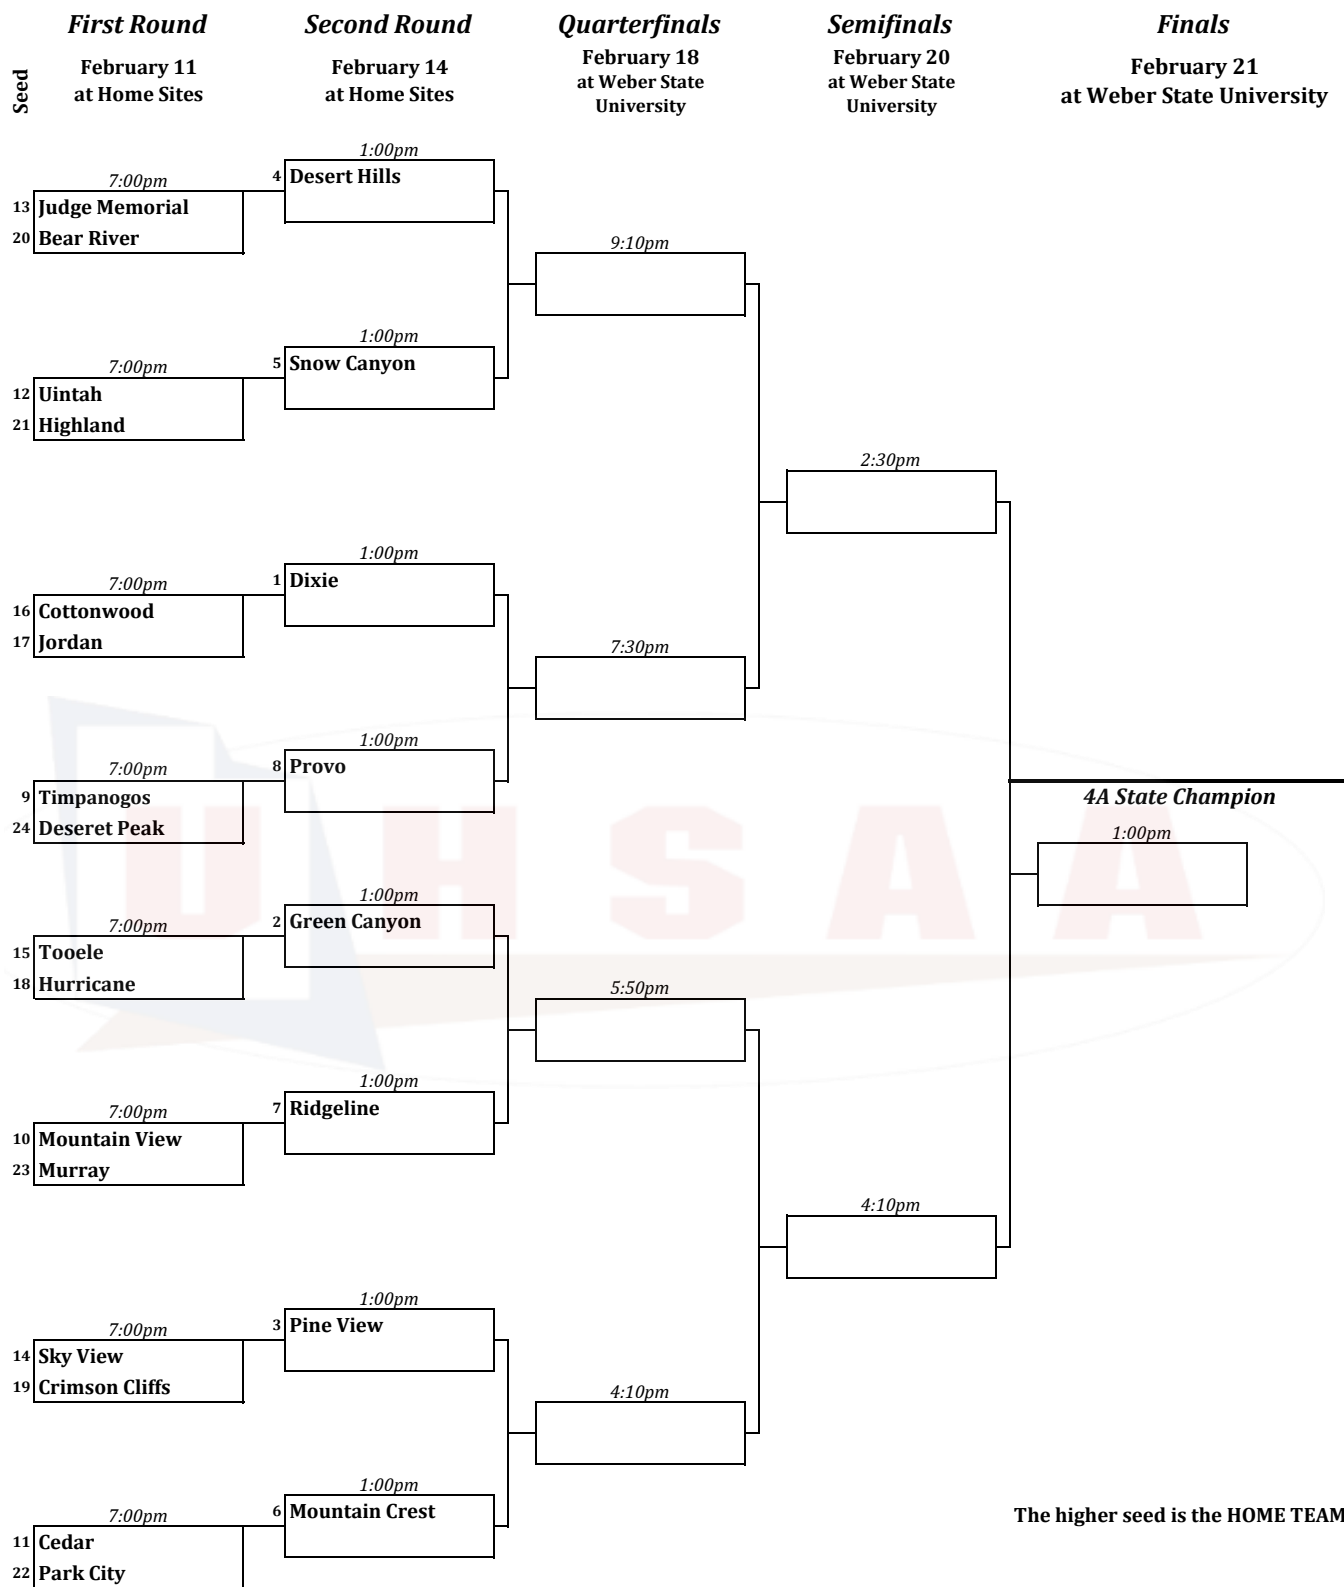 First Round
Second Round
Quarterfinals
Semifinals
Finals
Seed
February 11
at Home Sites
February 14
at Home Sites
February 18
at Weber State
University
February 20
at Weber State
University
February 21
at Weber State University
1:00pm
4 Desert Hills
7:00pm
13 Judge Memorial
20 Bear River
9:10pm
1:00pm
5 Snow Canyon
7:00pm
12 Uintah
21 Highland
2:30pm
1:00pm
1 Dixie
7:00pm
16 Cottonwood
17 Jordan
7:30pm
1:00pm
8 Provo
7:00pm
9 Timpanogos
24 Deseret Peak
4A State Champion
1:00pm
UHSAA
1:00pm
2 Green Canyon
7:00pm
15 Tooele
18 Hurricane
5:50pm
1:00pm
7 Ridgeline
7:00pm
10 Mountain View
23 Murray
4:10pm
1:00pm
3 Pine View
7:00pm
14 Sky View
19 Crimson Cliffs
4:10pm
1:00pm
6 Mountain Crest
7:00pm
11 Cedar
22 Park City
The higher seed is the HOME TEAM